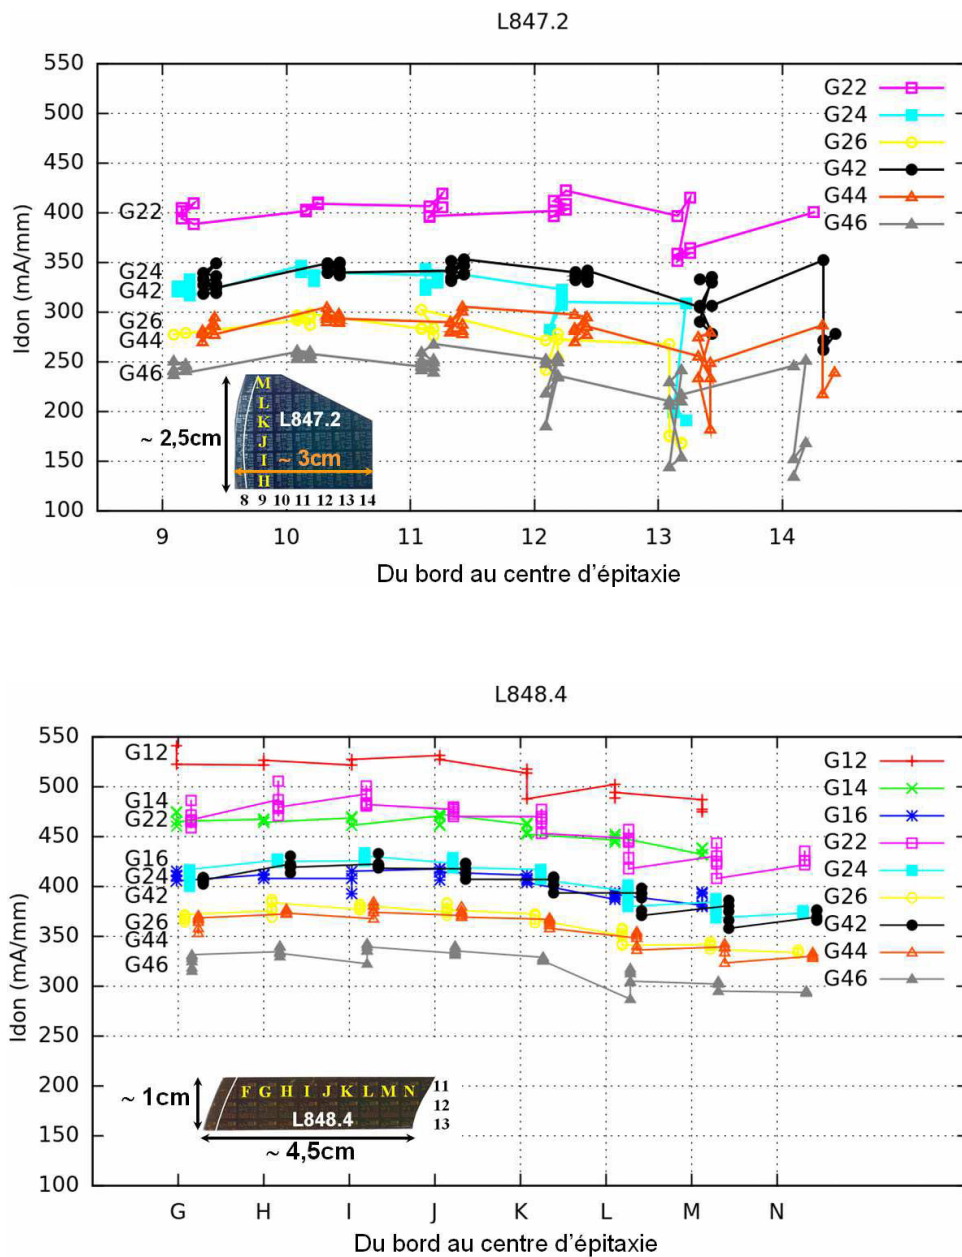 L847.2
550
500
450
400
350
300
250
200
150
100
Idon (mA/mm)
G22
G24
G42
G26
G44
G46
G22
G24
G26
G42
G44
G46
M
L
K
J
I
H
L847.2
~ 2,5cm
~ 3cm
8 9 10 11 12 13 14
9 10 11 12 13 14
Du bord au centre d'épitaxie
L848.4
550
500
450
400
350
300
250
200
150
100
Idon (mA/mm)
G12
G14
G22
G16
G24
G42
G26
G44
G46
G12
G14
G16
G22
G24
G26
G42
G44
G46
F G H I J K L M N
11
12
13
L848.4
~ 1cm
~ 4,5cm
G H I J K L M N
Du bord au centre d'épitaxie